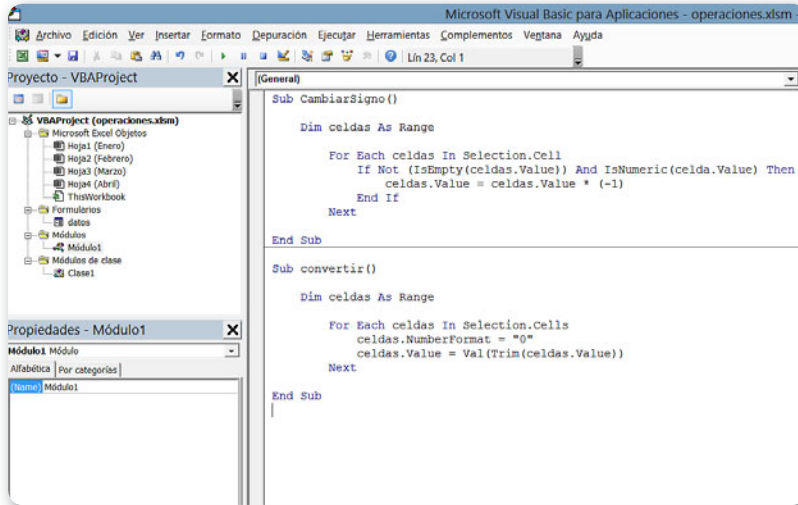 Microsoft Visual Basic para Aplicaciones - operaciones.xlsm -
Archivo Edición Ver Insertar Formato Depuración Ejecutar Herramientas Complementos Ventana Ayuda
Lín 23, Col 1
Proyecto - VBAProject
VBAProject (operaciones.xlsm)
Microsoft Excel Objetos
Hoja1 (Enero)
Hoja2 (Febrero)
Hoja3 (Marzo)
Hoja4 (Abril)
ThisWorkbook
Formularios
datos
Módulos
Módulo1
Módulos de clase
Clase1
Propiedades - Módulo1
Módulo1 Módulo
Alfabética Por categorías
(Name) Módulo1
(General)
Sub CambiarSigno()
Dim celdas As Range
For Each celdas In Selection.Cell
If Not (IsEmpty(celdas.Value)) And IsNumeric(celda.Value) Then
celdas.Value = celdas.Value * (-1)
End If
Next
End Sub
Sub convertir()
Dim celdas As Range
For Each celdas In Selection.Cells
celdas.NumberFormat = "0"
celdas.Value = Val(Trim(celdas.Value))
Next
End Sub